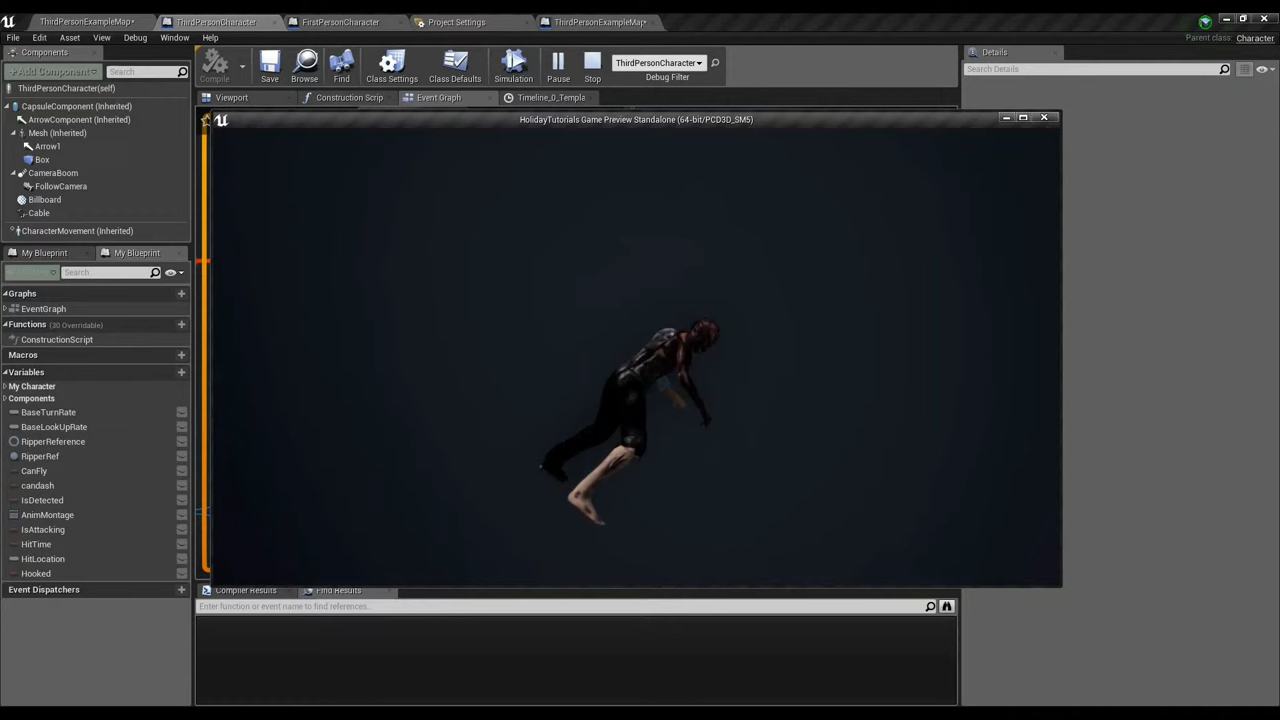 ThirdPersonExampleMap*
ThirdPersonCharacter
FirstPersonCharacter
Project Settings
ThirdPersonExampleMap*
File Edit Asset View Debug Window Help
Parent class: Character
Components
+Add Component
Search
Compile
Save
Browse
Find
Class Settings
Class Defaults
Simulation
Pause
Stop
ThirdPersonCharacter
Debug Filter
Details
Search Details
ThirdPersonCharacter(self)
Viewport
Construction Scrip
Event Graph
Timeline_0_Templa
CapsuleComponent (Inherited)
ArrowComponent (Inherited)
Mesh (Inherited)
Arrow1
Box
CameraBoom
FollowCamera
Billboard
Cable
CharacterMovement (Inherited)
HolidayTutorials Game Preview Standalone (64-bit/PCD3D_SM5)
My Blueprint
My Blueprint
Search
Graphs
EventGraph
Functions (30 Overridable)
ConstructionScript
Macros
Variables
My Character
Components
BaseTurnRate
BaseLookUpRate
RipperReference
RipperRef
CanFly
candash
IsDetected
AnimMontage
IsAttacking
HitTime
HitLocation
Hooked
Event Dispatchers
Compiler Results
Find Results
Enter function or event name to find references...